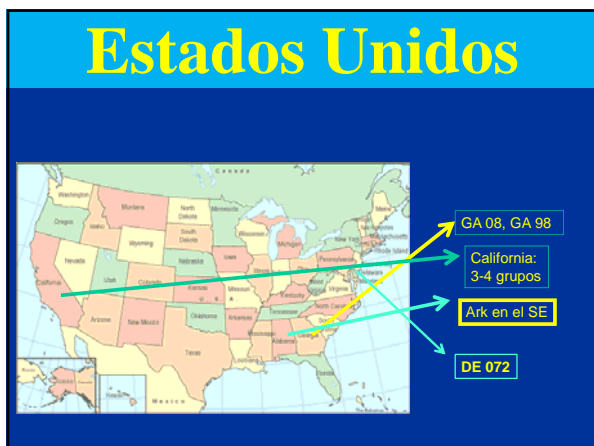 Estados Unidos
Canada
Washington
Montana
North
Dakota
Minnesota
Maine
Oregon
Idaho
Wyoming
South
Dakota
Wisconsin
Michigan
New York
Nevada
Utah
Colorado
Nebraska
Iowa
Illinois
Pennsylvania
California
Kansas
Missouri
Kentucky
Virginia
Arizona
New Mexico
Oklahoma
Arkansas
Tennessee
North Carolina
Texas
Louisiana
Mississippi
Alabama
Georgia
South
Florida
Alaska
Mexico
GA 08, GA 98
California:
3-4 grupos
Ark en el SE
DE 072